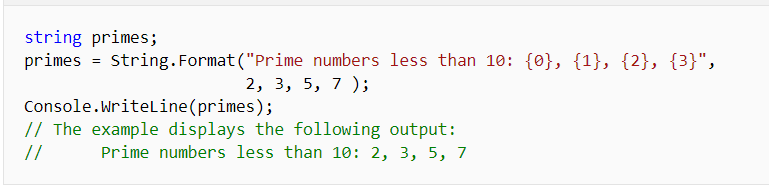 string primes;
primes = String.Format("Prime numbers less than 10: {0}, {1}, {2}, {3}",
                       2, 3, 5, 7 );
Console.WriteLine(primes);
// The example displays the following output:
//      Prime numbers less than 10: 2, 3, 5, 7